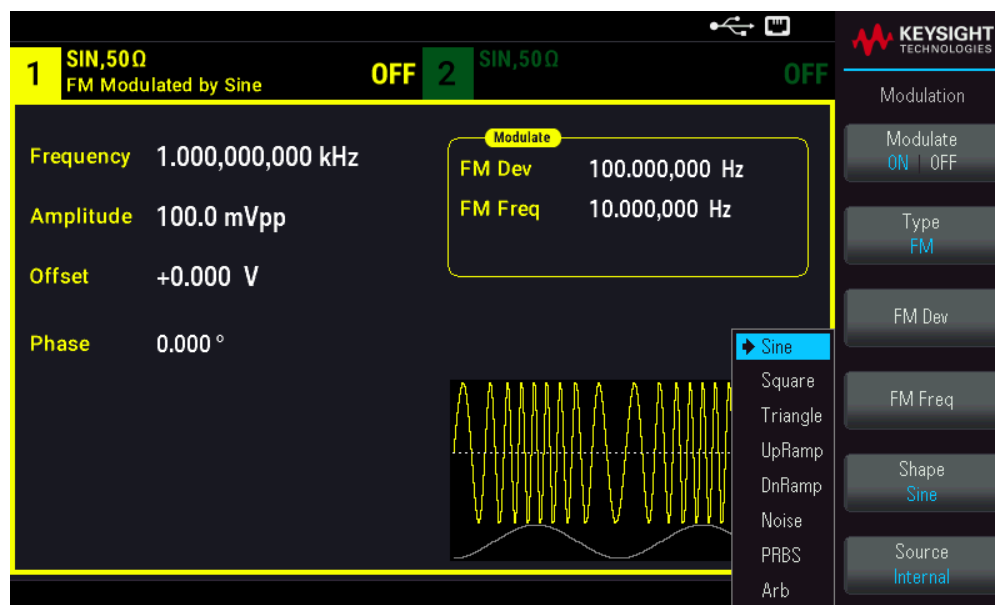 KEYSIGHT
TECHNOLOGIES
1
SIN,50Ω
FM Modulated by Sine
OFF
2
SIN,50Ω
OFF
Frequency 1.000,000,000 kHz
Amplitude 100.0 mVpp
Offset +0.000 V
Phase 0.000 °
Modulate
FM Dev 100.000,000 Hz
FM Freq 10.000,000 Hz
Sine
Square
Triangle
UpRamp
DnRamp
Noise
PRBS
Arb
Modulation
Modulate
ON | OFF
Type
FM
FM Dev
FM Freq
Shape
Sine
Source
Internal